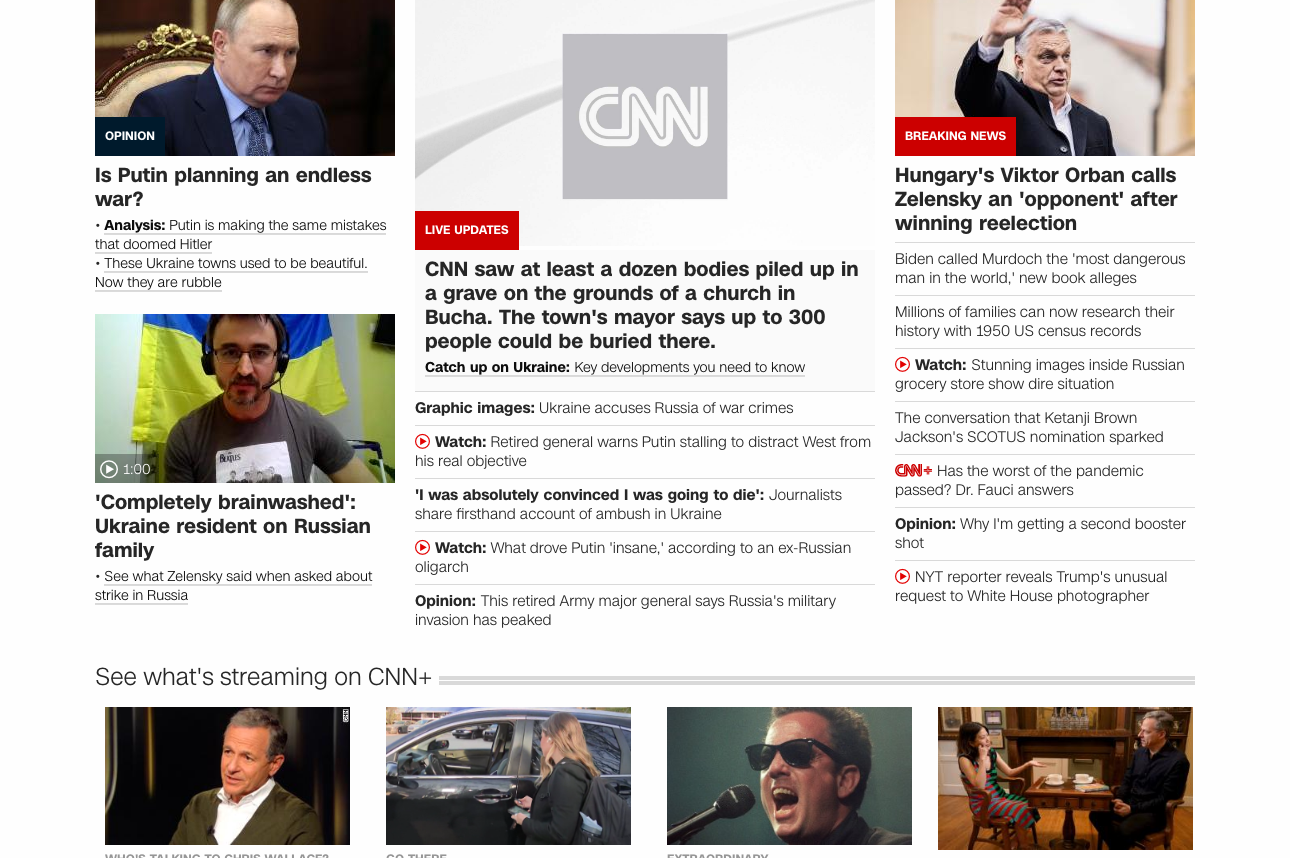 OPINION
Is Putin planning an endless
war?
• Analysis: Putin is making the same mistakes
that doomed Hitler
• These Ukraine towns used to be beautiful.
Now they are rubble
BEATLES
1:00
'Completely brainwashed':
Ukraine resident on Russian
family
• See what Zelensky said when asked about
strike in Russia
CNN
LIVE UPDATES
CNN saw at least a dozen bodies piled up in
a grave on the grounds of a church in
Bucha. The town's mayor says up to 300
people could be buried there.
Catch up on Ukraine: Key developments you need to know
Graphic images: Ukraine accuses Russia of war crimes
Watch: Retired general warns Putin stalling to distract West from
his real objective
'I was absolutely convinced I was going to die': Journalists
share firsthand account of ambush in Ukraine
Watch: What drove Putin 'insane,' according to an ex-Russian
oligarch
Opinion: This retired Army major general says Russia's military
invasion has peaked
BREAKING NEWS
Hungary's Viktor Orban calls
Zelensky an 'opponent' after
winning reelection
Biden called Murdoch the 'most dangerous
man in the world,' new book alleges
Millions of families can now research their
history with 1950 US census records
Watch: Stunning images inside Russian
grocery store show dire situation
The conversation that Ketanji Brown
Jackson's SCOTUS nomination sparked
CNN+ Has the worst of the pandemic
passed? Dr. Fauci answers
Opinion: Why I'm getting a second booster
shot
NYT reporter reveals Trump's unusual
request to White House photographer
See what's streaming on CNN+
WHO'S TALKING TO CHRIS WALLACE?
GO THERE
EXTRAORDINARY